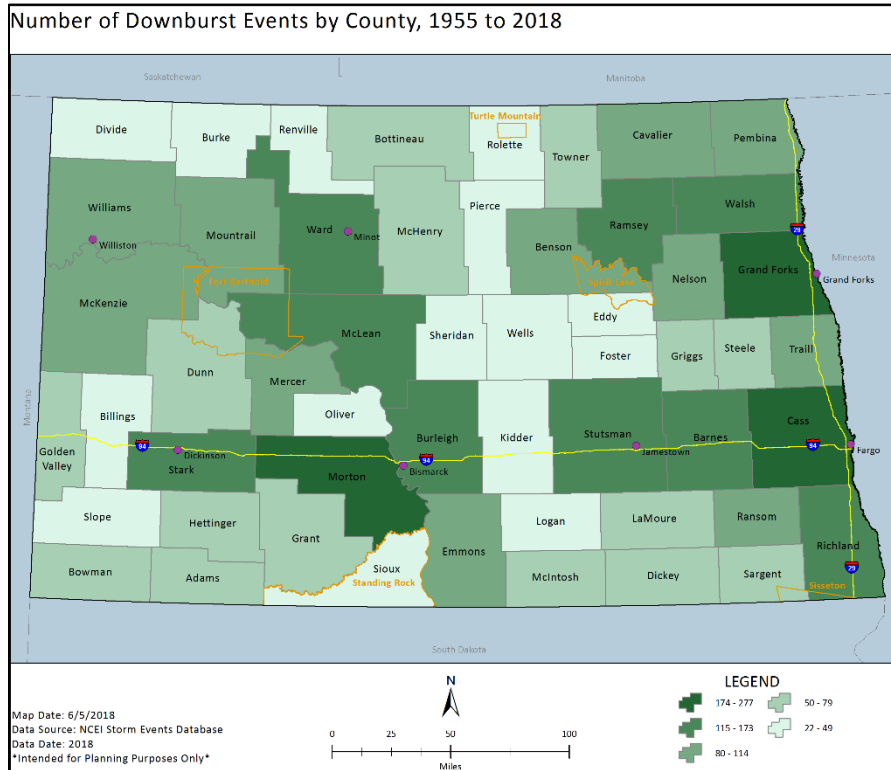 Number of Downburst Events by County, 1955 to 2018
Saskatchewan
Manitoba
Divide
Burke
Renville
Bottineau
Turtle Mountain
Rolette
Towner
Cavalier
Pembina
Williams
Williston
Mountrail
Ward
Minot
McHenry
Pierce
Benson
Ramsey
Walsh
29
Minnesota
Grand Forks
Grand Forks
Nelson
Spirit Lake
Fort Berthold
McKenzie
McLean
Sheridan
Wells
Eddy
Foster
Griggs
Steele
Traill
Dunn
Mercer
Oliver
Billings
Montana
Golden Valley
94
Dickinson
Stark
Morton
Burleigh
Bismarck
94
Kidder
Stutsman
Jamestown
Barnes
Cass
94
Fargo
Slope
Hettinger
Grant
Sioux
Standing Rock
Emmons
Logan
LaMoure
Ransom
Richland
29
Bowman
Adams
McIntosh
Dickey
Sargent
Sisseton
South Dakota
N
LEGEND
174 - 277
50 - 79
115 - 173
22 - 49
80 - 114
Map Date: 6/5/2018
Data Source: NCEI Storm Events Database
Data Date: 2018
*Intended for Planning Purposes Only*
0 25 50 100
Miles